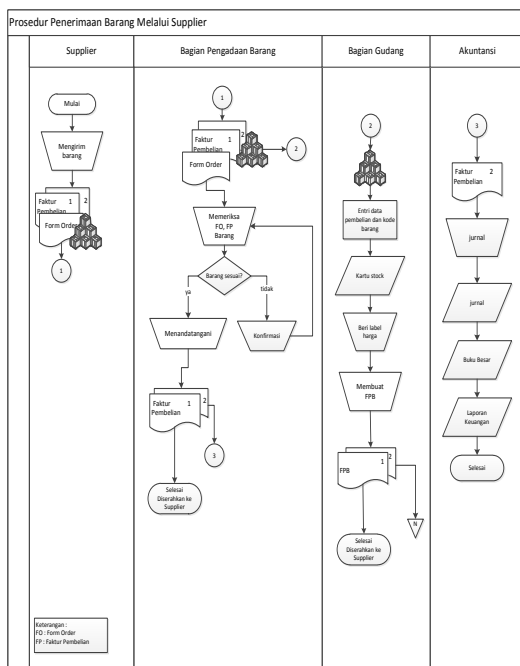 Prosedur Penerimaan Barang Melalui Supplier
Supplier
Mulai
Mengirim
barang
Faktur 1 2
Pembelian
Form Order
1
Bagian Pengadaan Barang
1
Faktur 1 2
Pembelian
Form Order
2
Memeriksa
FO, FP
Barang
Barang sesuai?
ya
tidak
Menandatangani
Konfirmasi
Faktur 1 2
Pembelian
3
Selesai
Diserahkan ke
Supplier
Bagian Gudang
2
Entri data
pembelian dan kode
barang
Kartu stock
Beri label
harga
Membuat
FPB
FPB 1 2
N
Selesai
Diserahkan ke
Supplier
Akuntansi
3
Faktur 2
Pembelian
jurnal
jurnal
Buku Besar
Laporan
Keuangan
Selesai
Keterangan :
FO : Form Order
FP : Faktur Pembelian